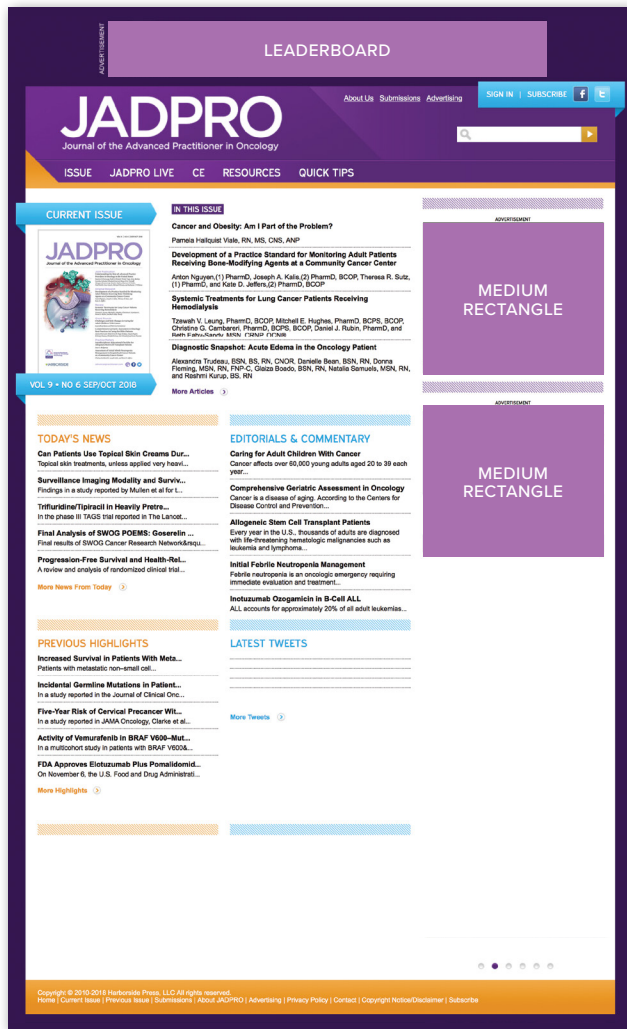 ADVERTISEMENT
LEADERBOARD
About Us Submissions Advertising
SIGN IN | SUBSCRIBE
JADPRO
Journal of the Advanced Practitioner in Oncology
ISSUE JADPRO LIVE CE RESOURCES QUICK TIPS
CURRENT ISSUE
JADPRO
Journal of the Advanced Practitioner in Oncology
VOL 9 • NO 6 SEP/OCT 2018
IN THIS ISSUE
Cancer and Obesity: Am I Part of the Problem?
Pamela Hallquist Viale, RN, MS, CNS, ANP
Development of a Practice Standard for Monitoring Adult Patients
Receiving Bone-Modifying Agents at a Community Cancer Center
Anton Nguyen,(1) PharmD, Joseph A. Kalis,(2) PharmD, BCOP, Theresa R. Sutz,
(1) PharmD, and Kate D. Jeffers,(2) PharmD, BCOP
Systemic Treatments for Lung Cancer Patients Receiving
Hemodialysis
Tzewah V. Leung, PharmD, BCOP, Mitchell E. Hughes, PharmD, BCPS, BCOP,
Christina G. Cambareri, PharmD, BCPS, BCOP, Daniel J. Rubin, PharmD, and
Beth Eaby-Sandy, MSN, CRNP, OCN®
Diagnostic Snapshot: Acute Edema in the Oncology Patient
Alexandra Trudeau, BSN, BS, RN, CNOR, Danielle Bean, BSN, RN, Donna
Fleming, MSN, RN, FNP-C, Glaiza Boado, BSN, RN, Natalia Samuels, MSN, RN,
and Reshmi Kurup, BS, RN
More Articles
ADVERTISEMENT
MEDIUM
RECTANGLE
ADVERTISEMENT
MEDIUM
RECTANGLE
TODAY'S NEWS
Can Patients Use Topical Skin Creams Dur...
Topical skin treatments, unless applied very heavi...
Surveillance Imaging Modality and Surviv...
Findings in a study reported by Mullen et al for t...
Trifluridine/Tipiracil in Heavily Pretre...
In the phase III TAGS trial reported in The Lancet...
Final Analysis of SWOG POEMS: Goserelin ...
Final results of SWOG Cancer Research Network&rsqu...
Progression-Free Survival and Health-Rel...
A review and analysis of randomized clinical trial...
More News From Today
EDITORIALS & COMMENTARY
Caring for Adult Children With Cancer
Cancer affects over 60,000 young adults aged 20 to 39 each
year...
Comprehensive Geriatric Assessment in Oncology
Cancer is a disease of aging. According to the Centers for
Disease Control and Prevention...
Allogeneic Stem Cell Transplant Patients
Every year in the U.S., thousands of adults are diagnosed
with life-threatening hematologic malignancies such as
leukemia and lymphoma...
Initial Febrile Neutropenia Management
Febrile neutropenia is an oncologic emergency requiring
immediate evaluation and treatment...
Inotuzumab Ozogamicin in B-Cell ALL
ALL accounts for approximately 20% of all adult leukemias...
PREVIOUS HIGHLIGHTS
Increased Survival in Patients With Meta...
Patients with metastatic non–small cell...
Incidental Germline Mutations in Patient...
In a study reported in the Journal of Clinical Onc...
Five-Year Risk of Cervical Precancer Wit...
In a study reported in JAMA Oncology, Clarke et al...
Activity of Vemurafenib in BRAF V600–Mut...
In a multicohort study in patients with BRAF V600&...
FDA Approves Elotuzumab Plus Pomalidomid...
On November 6, the U.S. Food and Drug Administrati...
More Highlights
LATEST TWEETS
More Tweets
Copyright © 2010-2018 Harborside Press, LLC All rights reserved.
Home | Current Issue | Previous Issue | Submissions | About JADPRO | Advertising | Privacy Policy | Contact | Copyright Notice/Disclaimer | Subscribe